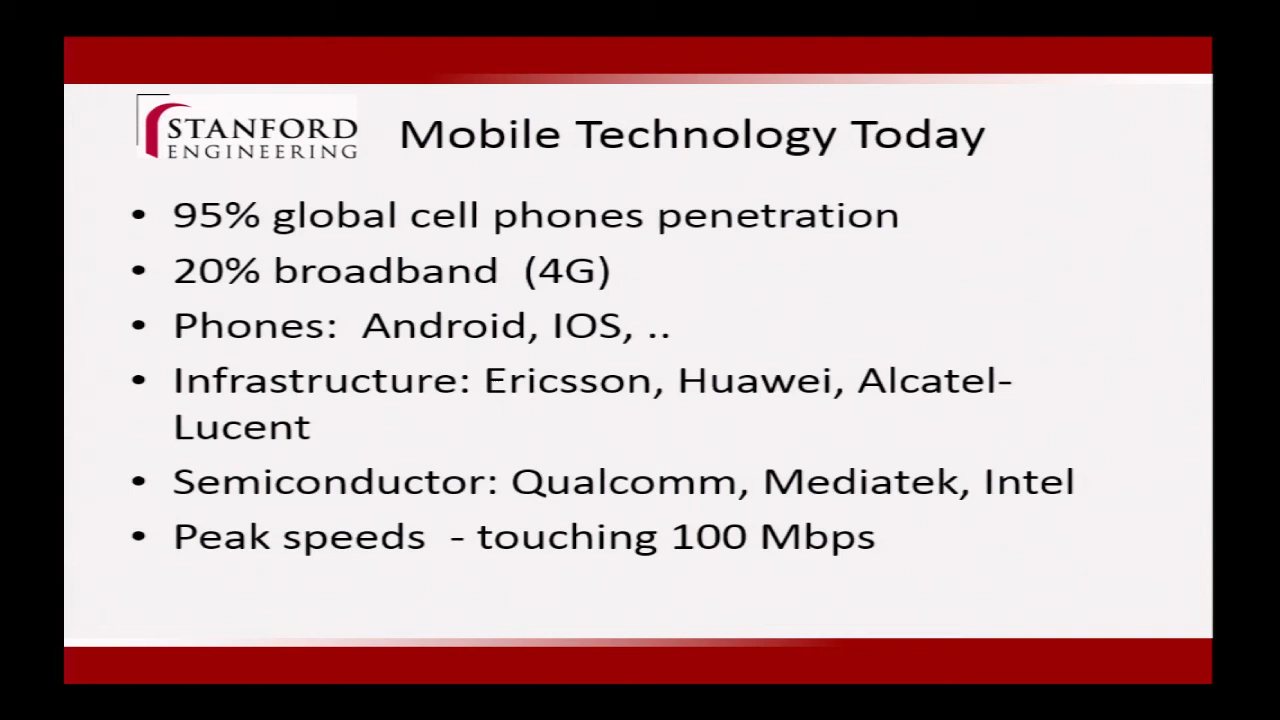 STANFORD
ENGINEERING
Mobile Technology Today
• 95% global cell phones penetration
• 20% broadband (4G)
• Phones: Android, IOS, ..
• Infrastructure: Ericsson, Huawei, Alcatel-
Lucent
• Semiconductor: Qualcomm, Mediatek, Intel
• Peak speeds - touching 100 Mbps